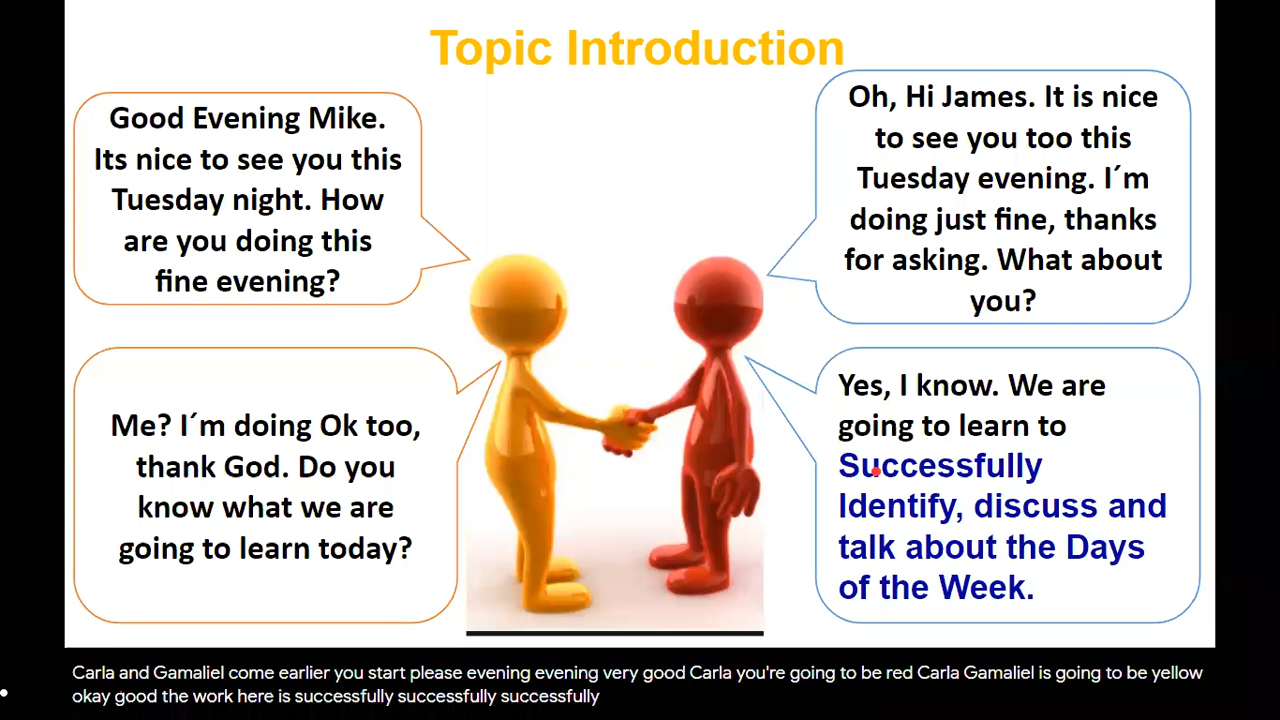 Topic Introduction
Good Evening Mike.
Its nice to see you this
Tuesday night. How
are you doing this
fine evening?
Oh, Hi James. It is nice
to see you too this
Tuesday evening. I´m
doing just fine, thanks
for asking. What about
you?
Me? I´m doing Ok too,
thank God. Do you
know what we are
going to learn today?
Yes, I know. We are
going to learn to
Successfully
Identify, discuss and
talk about the Days
of the Week.
Carla and Gamaliel come earlier you start please evening evening very good Carla you're going to be red Carla Gamaliel is going to be yellow
okay good the work here is successfully successfully successfully